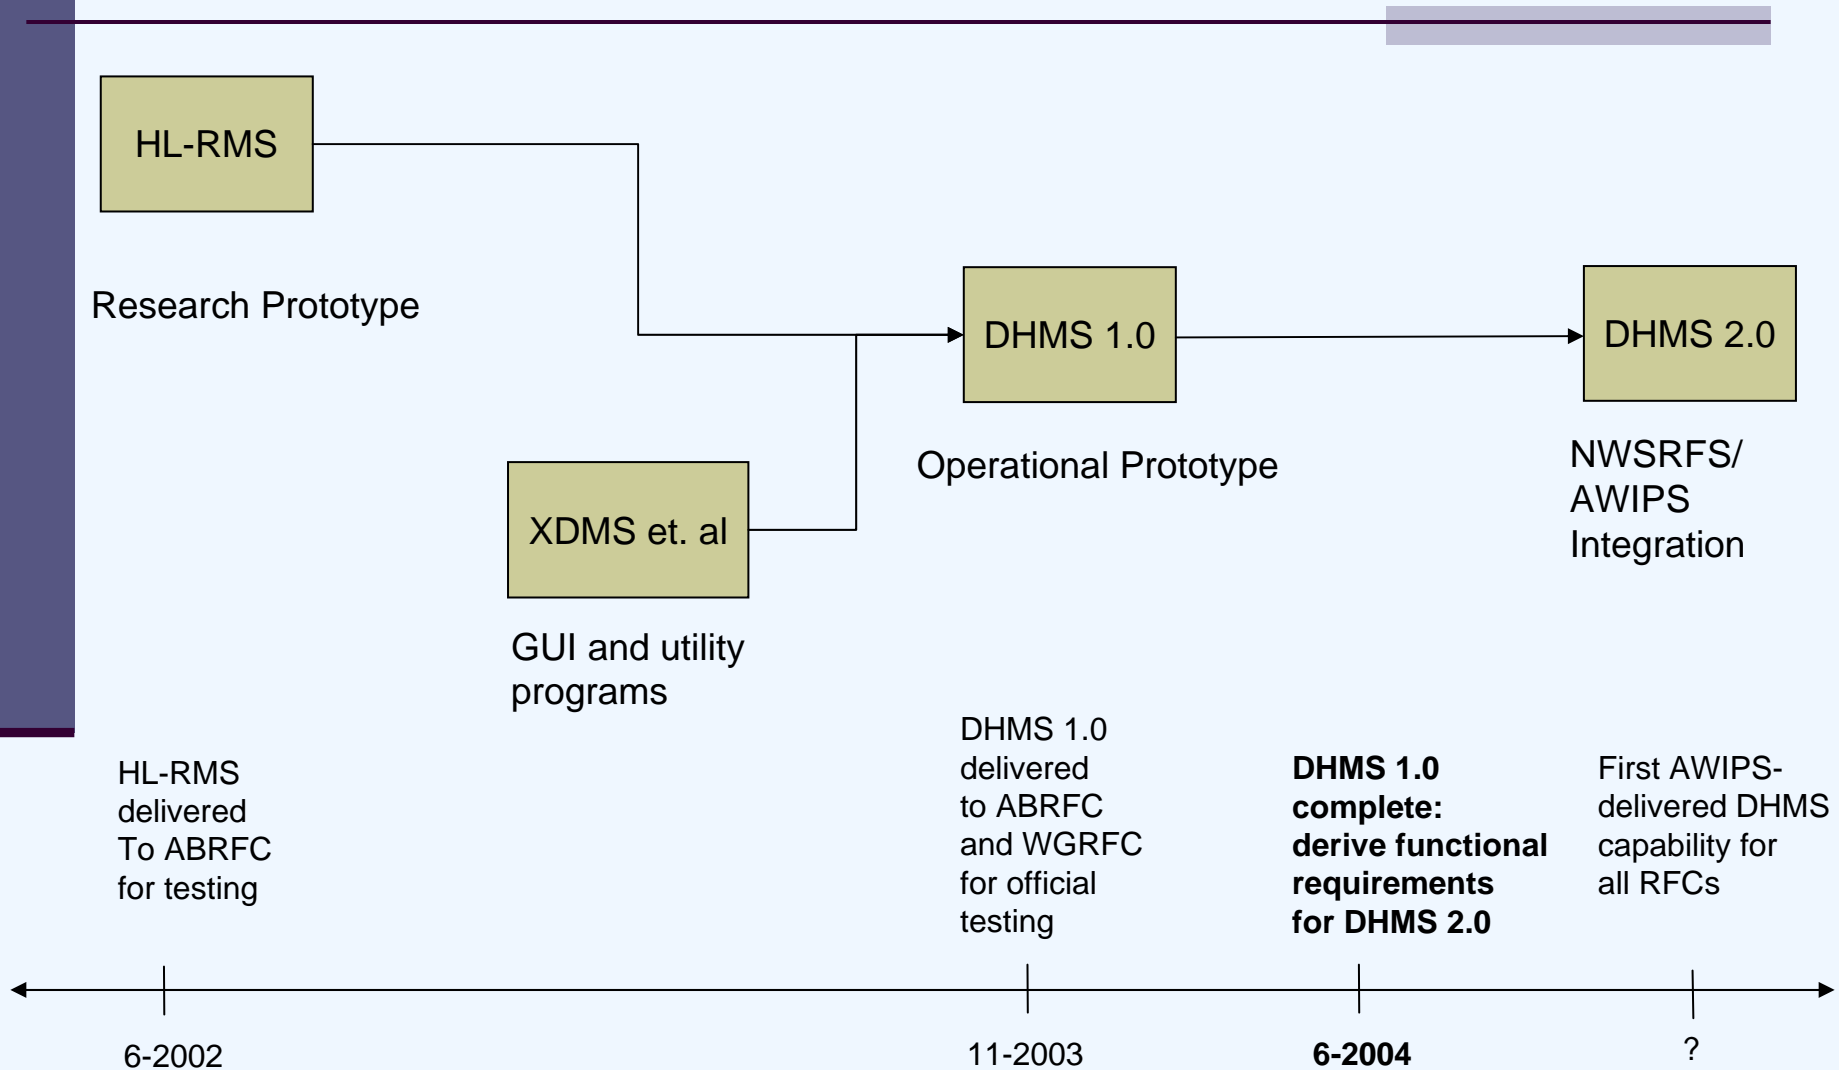 HL-RMS
Research Prototype
DHMS 1.0
DHMS 2.0
Operational Prototype
NWSRFS/
AWIPS
Integration
XDMS et. al
GUI and utility
programs
HL-RMS
delivered
To ABRFC
for testing
DHMS 1.0
delivered
to ABRFC
and WGRFC
for official
testing
DHMS 1.0
complete:
derive functional
requirements
for DHMS 2.0
First AWIPS-
delivered DHMS
capability for
all RFCs
6-2002
11-2003
6-2004
?